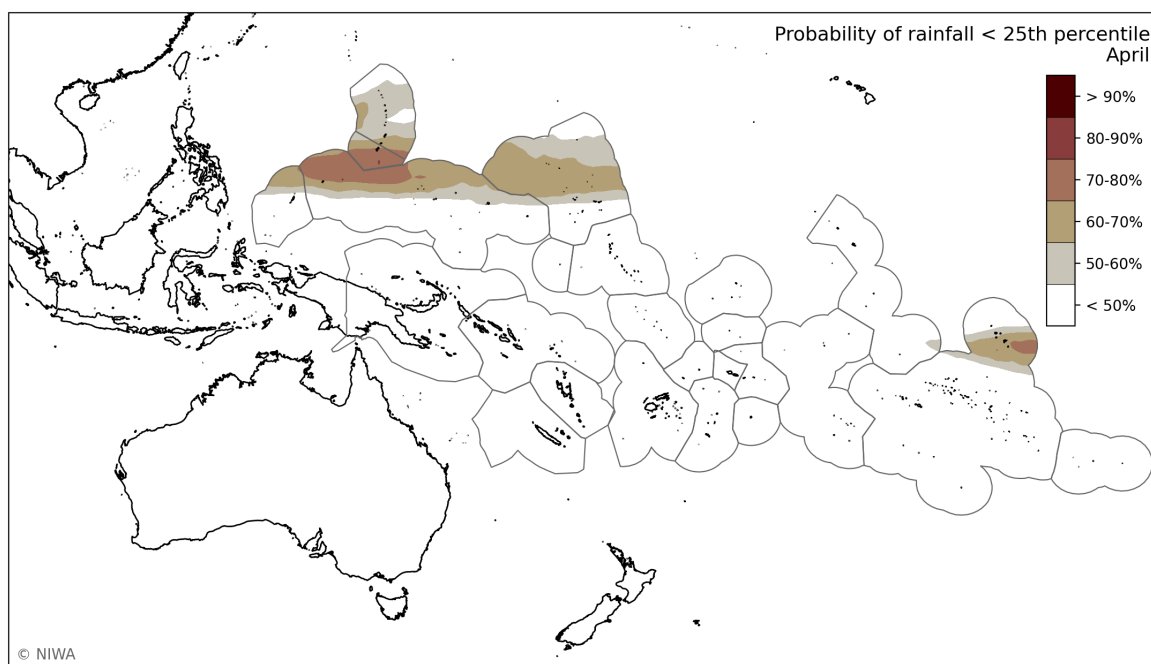 Probability of rainfall < 25th percentile
April
> 90%
80-90%
70-80%
60-70%
50-60%
< 50%
© NIWA